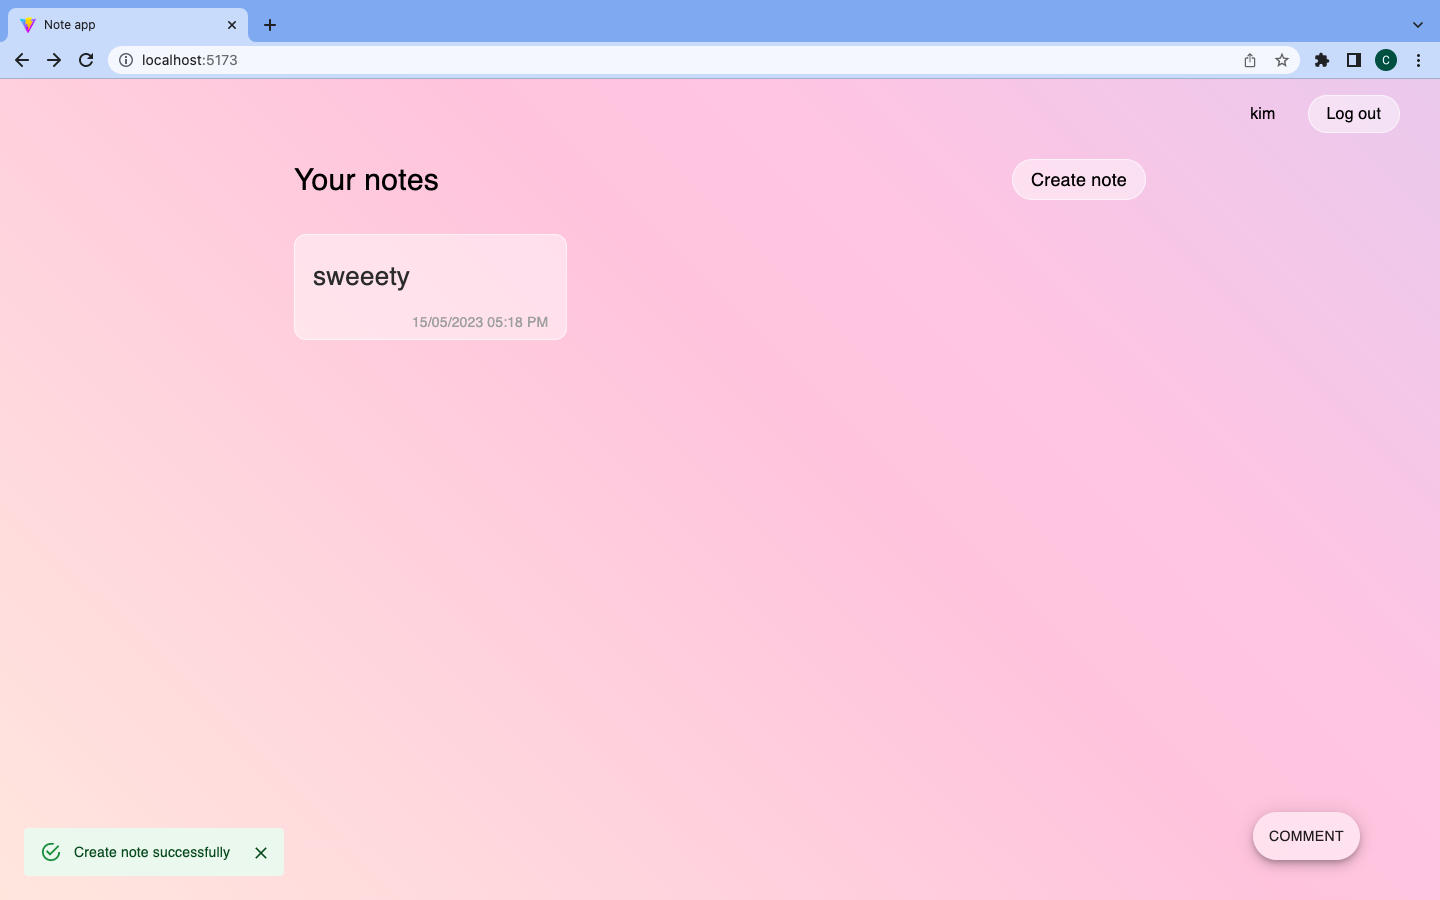 Note app
localhost:5173
C
kim
Log out
Your notes
Create note
sweeety
15/05/2023 05:18 PM
Create note successfully
COMMENT